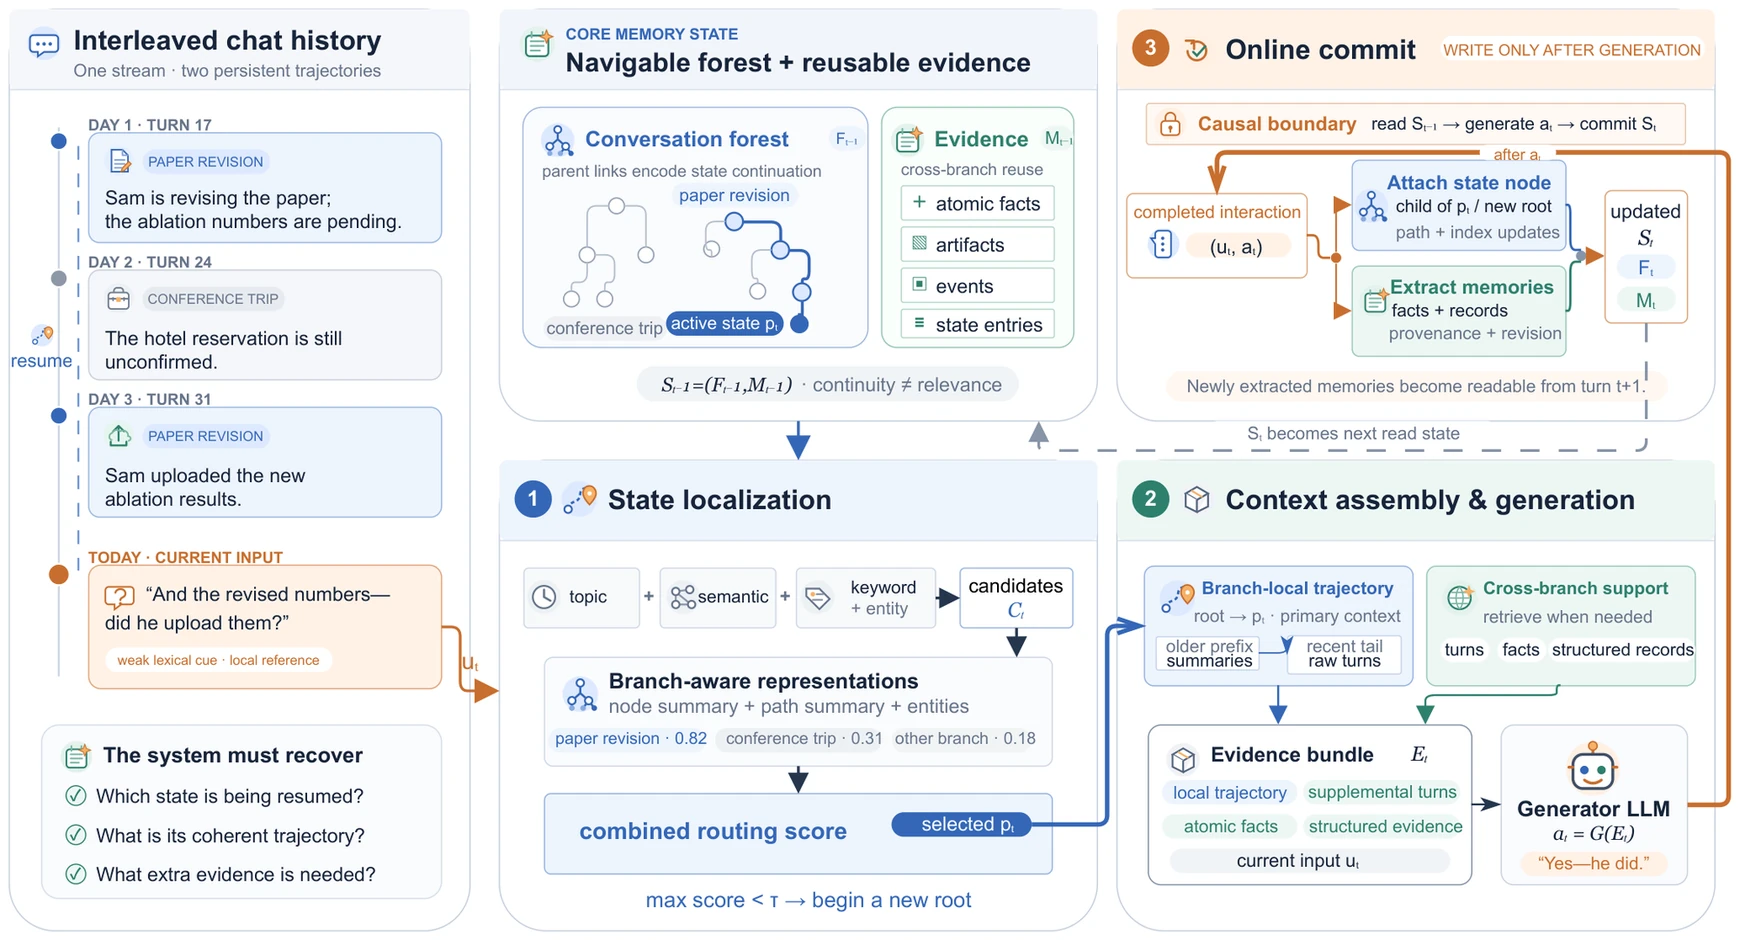 Interleaved chat history
One stream · two persistent trajectories
DAY 1 · TURN 17
PAPER REVISION
Sam is revising the paper;
the ablation numbers are pending.
DAY 2 · TURN 24
CONFERENCE TRIP
The hotel reservation is still
unconfirmed.
resume
DAY 3 · TURN 31
PAPER REVISION
Sam uploaded the new
ablation results.
TODAY · CURRENT INPUT
“And the revised numbers—
did he upload them?”
weak lexical cue · local reference
uₜ
The system must recover
Which state is being resumed?
What is its coherent trajectory?
What extra evidence is needed?
CORE MEMORY STATE
Navigable forest + reusable evidence
Conversation forest Fₜ₋₁
parent links encode state continuation
paper revision
conference trip
active state pₜ
Evidence Mₜ₋₁
cross-branch reuse
atomic facts
artifacts
events
state entries
Sₜ₋₁=(Fₜ₋₁,Mₜ₋₁) · continuity ≠ relevance
1 State localization
topic + semantic + keyword + entity
candidates
Cₜ
Branch-aware representations
node summary + path summary + entities
paper revision · 0.82 conference trip · 0.31 other branch · 0.18
combined routing score selected pₜ
max score < τ → begin a new root
3 Online commit WRITE ONLY AFTER GENERATION
Causal boundary read Sₜ₋₁ → generate aₜ → commit Sₜ
after aₜ
completed interaction
(uₜ, aₜ)
Attach state node
child of pₜ / new root
path + index updates
Extract memories
facts + records
provenance + revision
updated
Sₜ
Fₜ
Mₜ
Newly extracted memories become readable from turn t+1.
Sₜ becomes next read state
2 Context assembly & generation
Branch-local trajectory
root → pₜ · primary context
older prefix
summaries
recent tail
raw turns
Cross-branch support
retrieve when needed
turns facts structured records
Evidence bundle Eₜ
local trajectory supplemental turns
atomic facts structured evidence
current input uₜ
Generator LLM
aₜ = G(Eₜ)
“Yes—he did.”